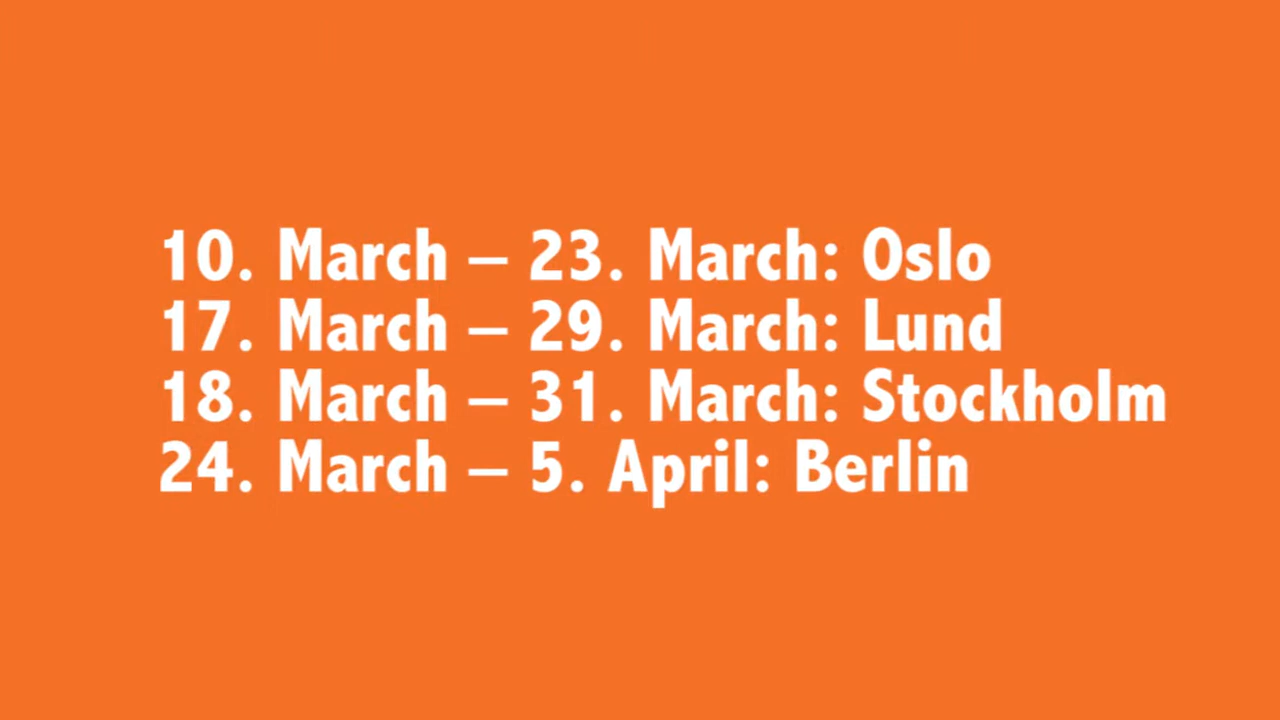 10. March – 23. March: Oslo
17. March – 29. March: Lund
18. March – 31. March: Stockholm
24. March – 5. April: Berlin